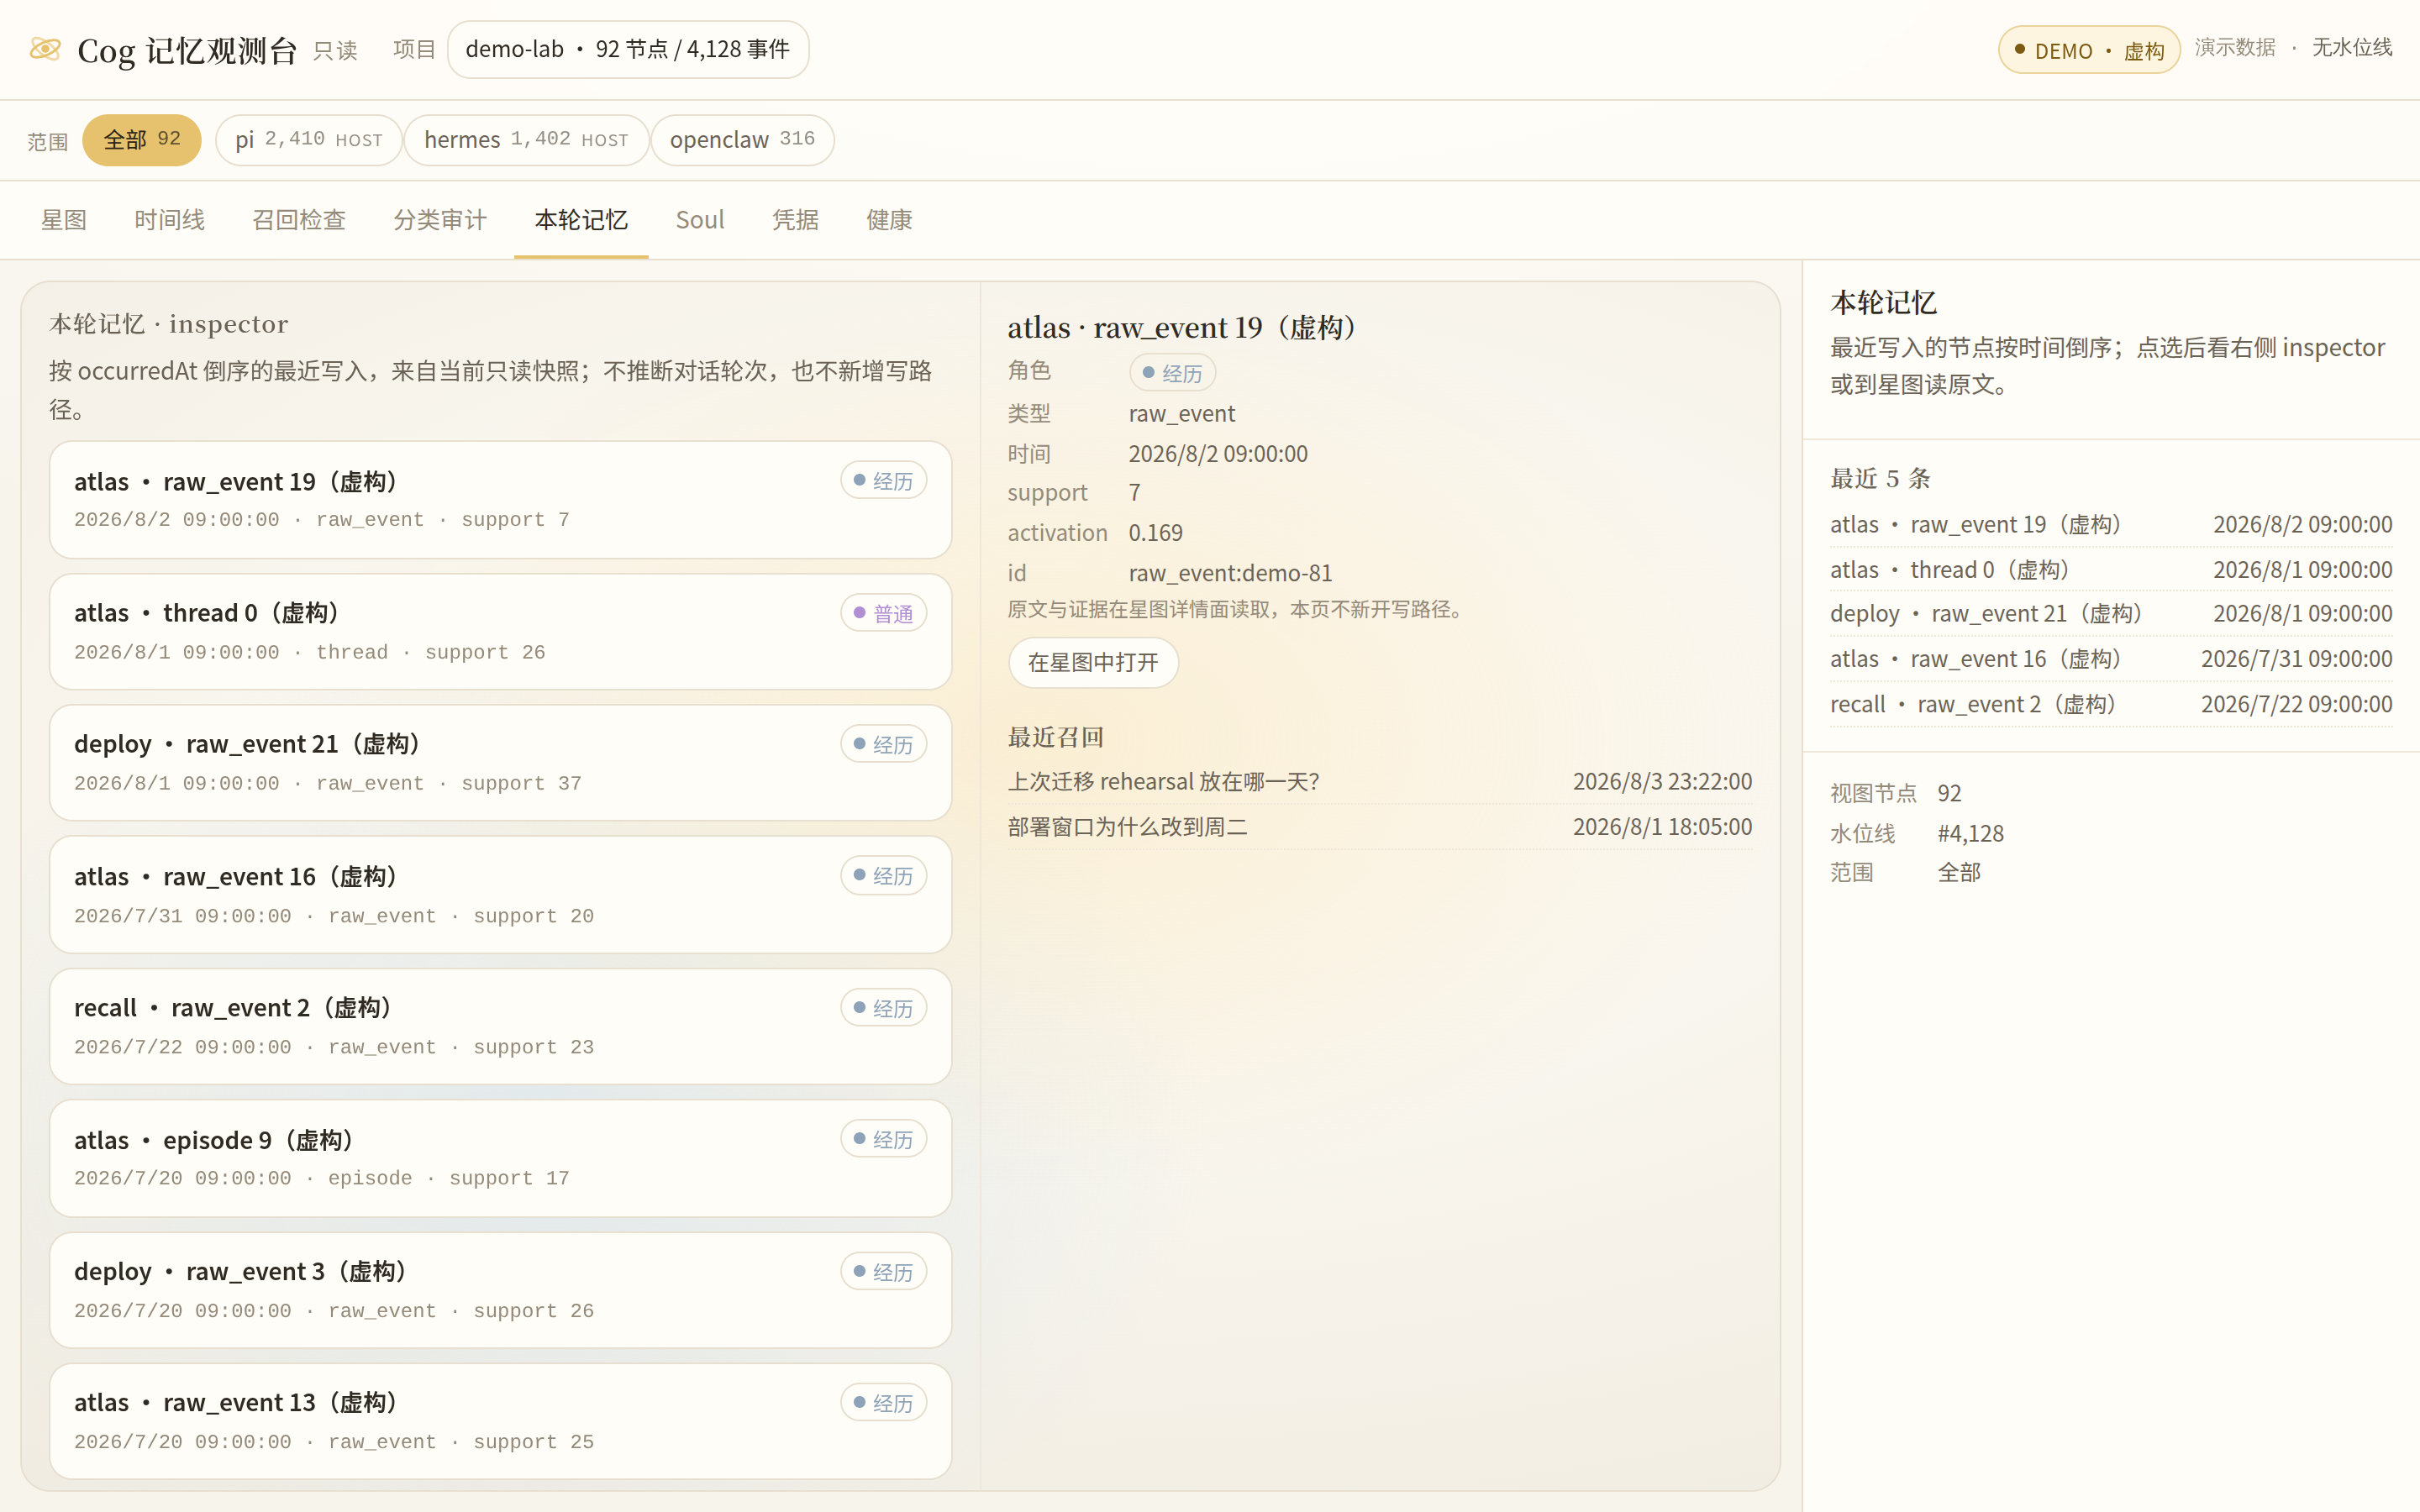 Cog 记忆观测台 只读 项目 demo-lab · 92 节点 / 4,128 事件 DEMO · 虚构 演示数据 · 无水位线
范围 全部 92 pi 2,410 HOST hermes 1,402 HOST openclaw 316
星图 时间线 召回检查 分类审计 本轮记忆 Soul 凭据 健康
本轮记忆 · inspector
按 occurredAt 倒序的最近写入，来自当前只读快照；不推断对话轮次，也不新增写路
径。
atlas · raw_event 19（虚构） 经历
2026/8/2 09:00:00 · raw_event · support 7
atlas · thread 0（虚构） 普通
2026/8/1 09:00:00 · thread · support 26
deploy · raw_event 21（虚构） 经历
2026/8/1 09:00:00 · raw_event · support 37
atlas · raw_event 16（虚构） 经历
2026/7/31 09:00:00 · raw_event · support 20
recall · raw_event 2（虚构） 经历
2026/7/22 09:00:00 · raw_event · support 23
atlas · episode 9（虚构） 经历
2026/7/20 09:00:00 · episode · support 17
deploy · raw_event 3（虚构） 经历
2026/7/20 09:00:00 · raw_event · support 26
atlas · raw_event 13（虚构） 经历
2026/7/20 09:00:00 · raw_event · support 25
atlas · raw_event 19（虚构）
角色 经历
类型 raw_event
时间 2026/8/2 09:00:00
support 7
activation 0.169
id raw_event:demo-81
原文与证据在星图详情面读取，本页不新开写路径。
在星图中打开
最近召回
上次迁移 rehearsal 放在哪一天？ 2026/8/3 23:22:00
部署窗口为什么改到周二 2026/8/1 18:05:00
本轮记忆
最近写入的节点按时间倒序；点选后看右侧 inspector
或到星图读原文。
最近 5 条
atlas · raw_event 19（虚构） 2026/8/2 09:00:00
atlas · thread 0（虚构） 2026/8/1 09:00:00
deploy · raw_event 21（虚构） 2026/8/1 09:00:00
atlas · raw_event 16（虚构） 2026/7/31 09:00:00
recall · raw_event 2（虚构） 2026/7/22 09:00:00
视图节点 92
水位线 #4,128
范围 全部